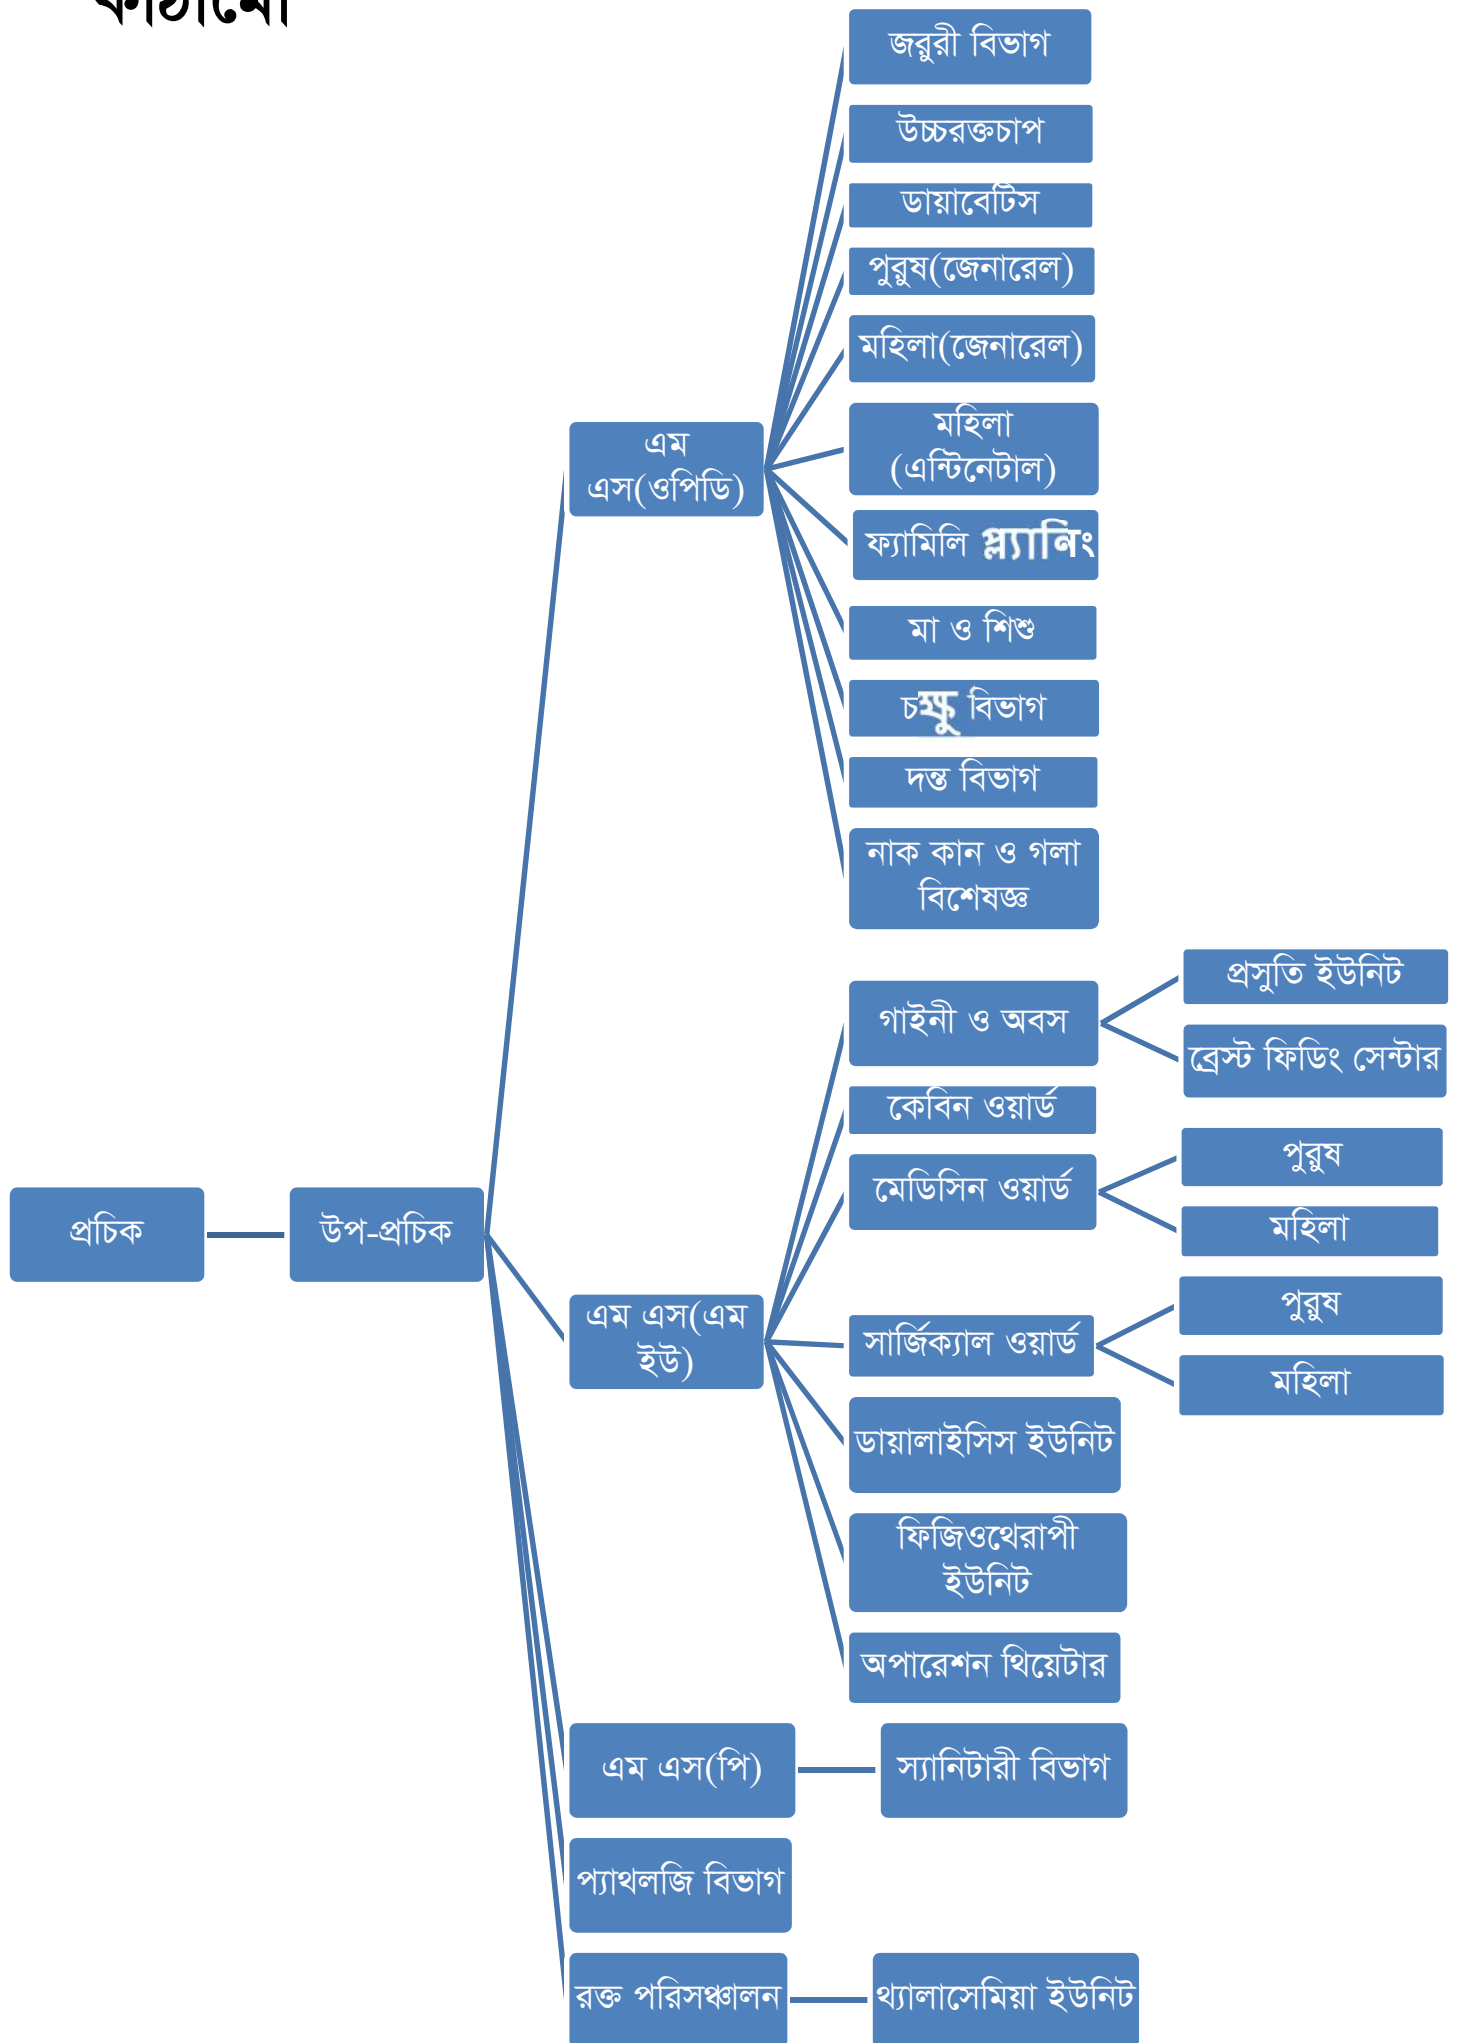 কাঠামো
জরুরী বিভাগ
উচ্চরক্তচাপ
ডায়াবেটিস
পুরুষ(জেনারেল)
মহিলা(জেনারেল)
মহিলা
(এন্টিনেটাল)
ফ্যামিলি প্ল্যানিং
মা ও শিশু
চক্ষু বিভাগ
দন্ত বিভাগ
নাক কান ও গলা
বিশেষজ্ঞ
এম
এস(ওপিডি)
প্রসুতি ইউনিট
ব্রেস্ট ফিডিং সেন্টার
গাইনী ও অবস
কেবিন ওয়ার্ড
মেডিসিন ওয়ার্ড
পুরুষ
মহিলা
প্রচিক
উপ-প্রচিক
এম এস(এম
ইউ)
সার্জিক্যাল ওয়ার্ড
পুরুষ
মহিলা
ডায়ালাইসিস ইউনিট
ফিজিওথেরাপী
ইউনিট
অপারেশন থিয়েটার
এম এস(পি)
স্যানিটারী বিভাগ
প্যাথলজি বিভাগ
রক্ত পরিসঞ্চালন
থ্যালাসেমিয়া ইউনিট